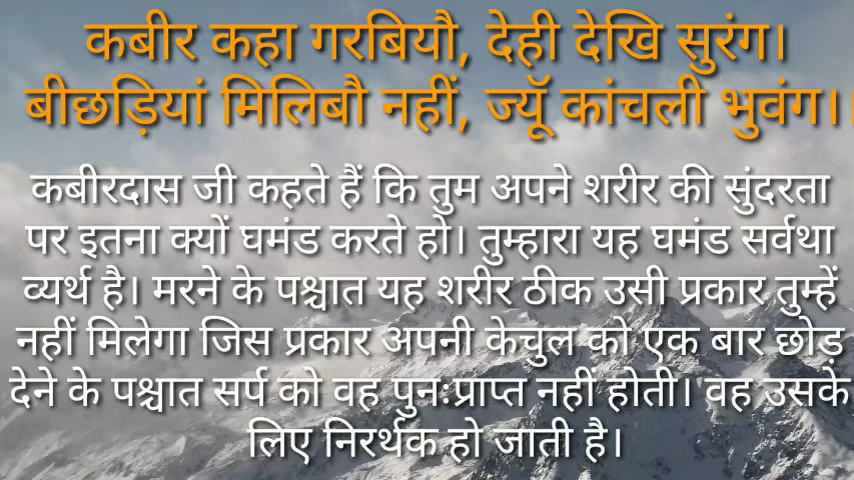 कबीर कहा गरबियौ, देही देखि सुरंग।
बीछड़ियां मिलिबौ नहीं, ज्यूॅ कांचली भुवंग।।
कबीरदास जी कहते हैं कि तुम अपने शरीर की सुंदरता
पर इतना क्यों घमंड करते हो। तुम्हारा यह घमंड सर्वथा
व्यर्थ है। मरने के पश्चात यह शरीर ठीक उसी प्रकार तुम्हें
नहीं मिलेगा जिस प्रकार अपनी केचुल को एक बार छोड़
देने के पश्चात सर्प को वह पुनःप्राप्त नहीं होती। वह उसके
लिए निरर्थक हो जाती है।